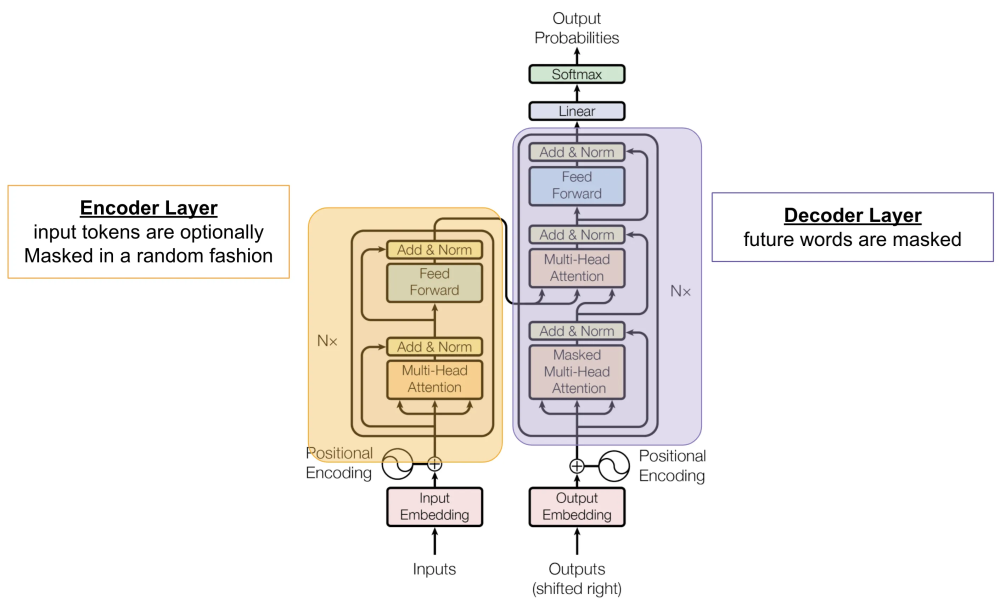 Output
Probabilities
Softmax
Linear
Add & Norm
Feed
Forward
Add & Norm
Multi-Head
Attention
Add & Norm
Masked
Multi-Head
Attention
N×
Decoder Layer
future words are masked
Encoder Layer
input tokens are optionally
Masked in a random fashion
Add & Norm
Feed
Forward
N×
Add & Norm
Multi-Head
Attention
Positional
Encoding
Positional
Encoding
Input
Embedding
Output
Embedding
Inputs
Outputs
(shifted right)